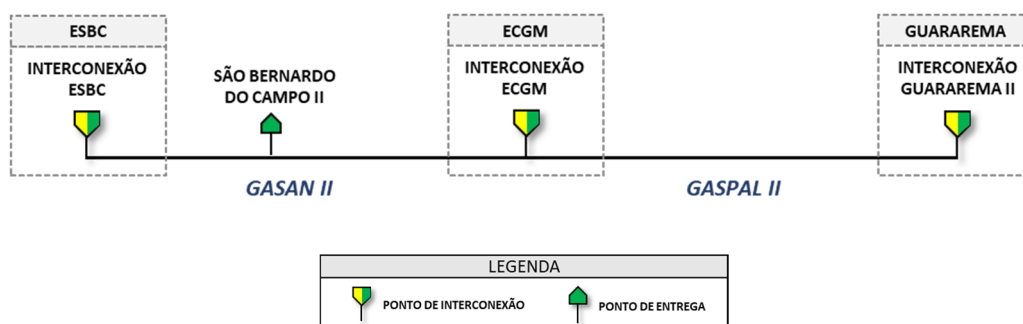 ESBC
INTERCONEXÃO
ESBC
SÃO BERNARDO
DO CAMPO II
ECGM
INTERCONEXÃO
ECGM
GUARAREMA
INTERCONEXÃO
GUARAREMA II
GASAN II
GASPAL II
LEGENDA
PONTO DE INTERCONEXÃO
PONTO DE ENTREGA